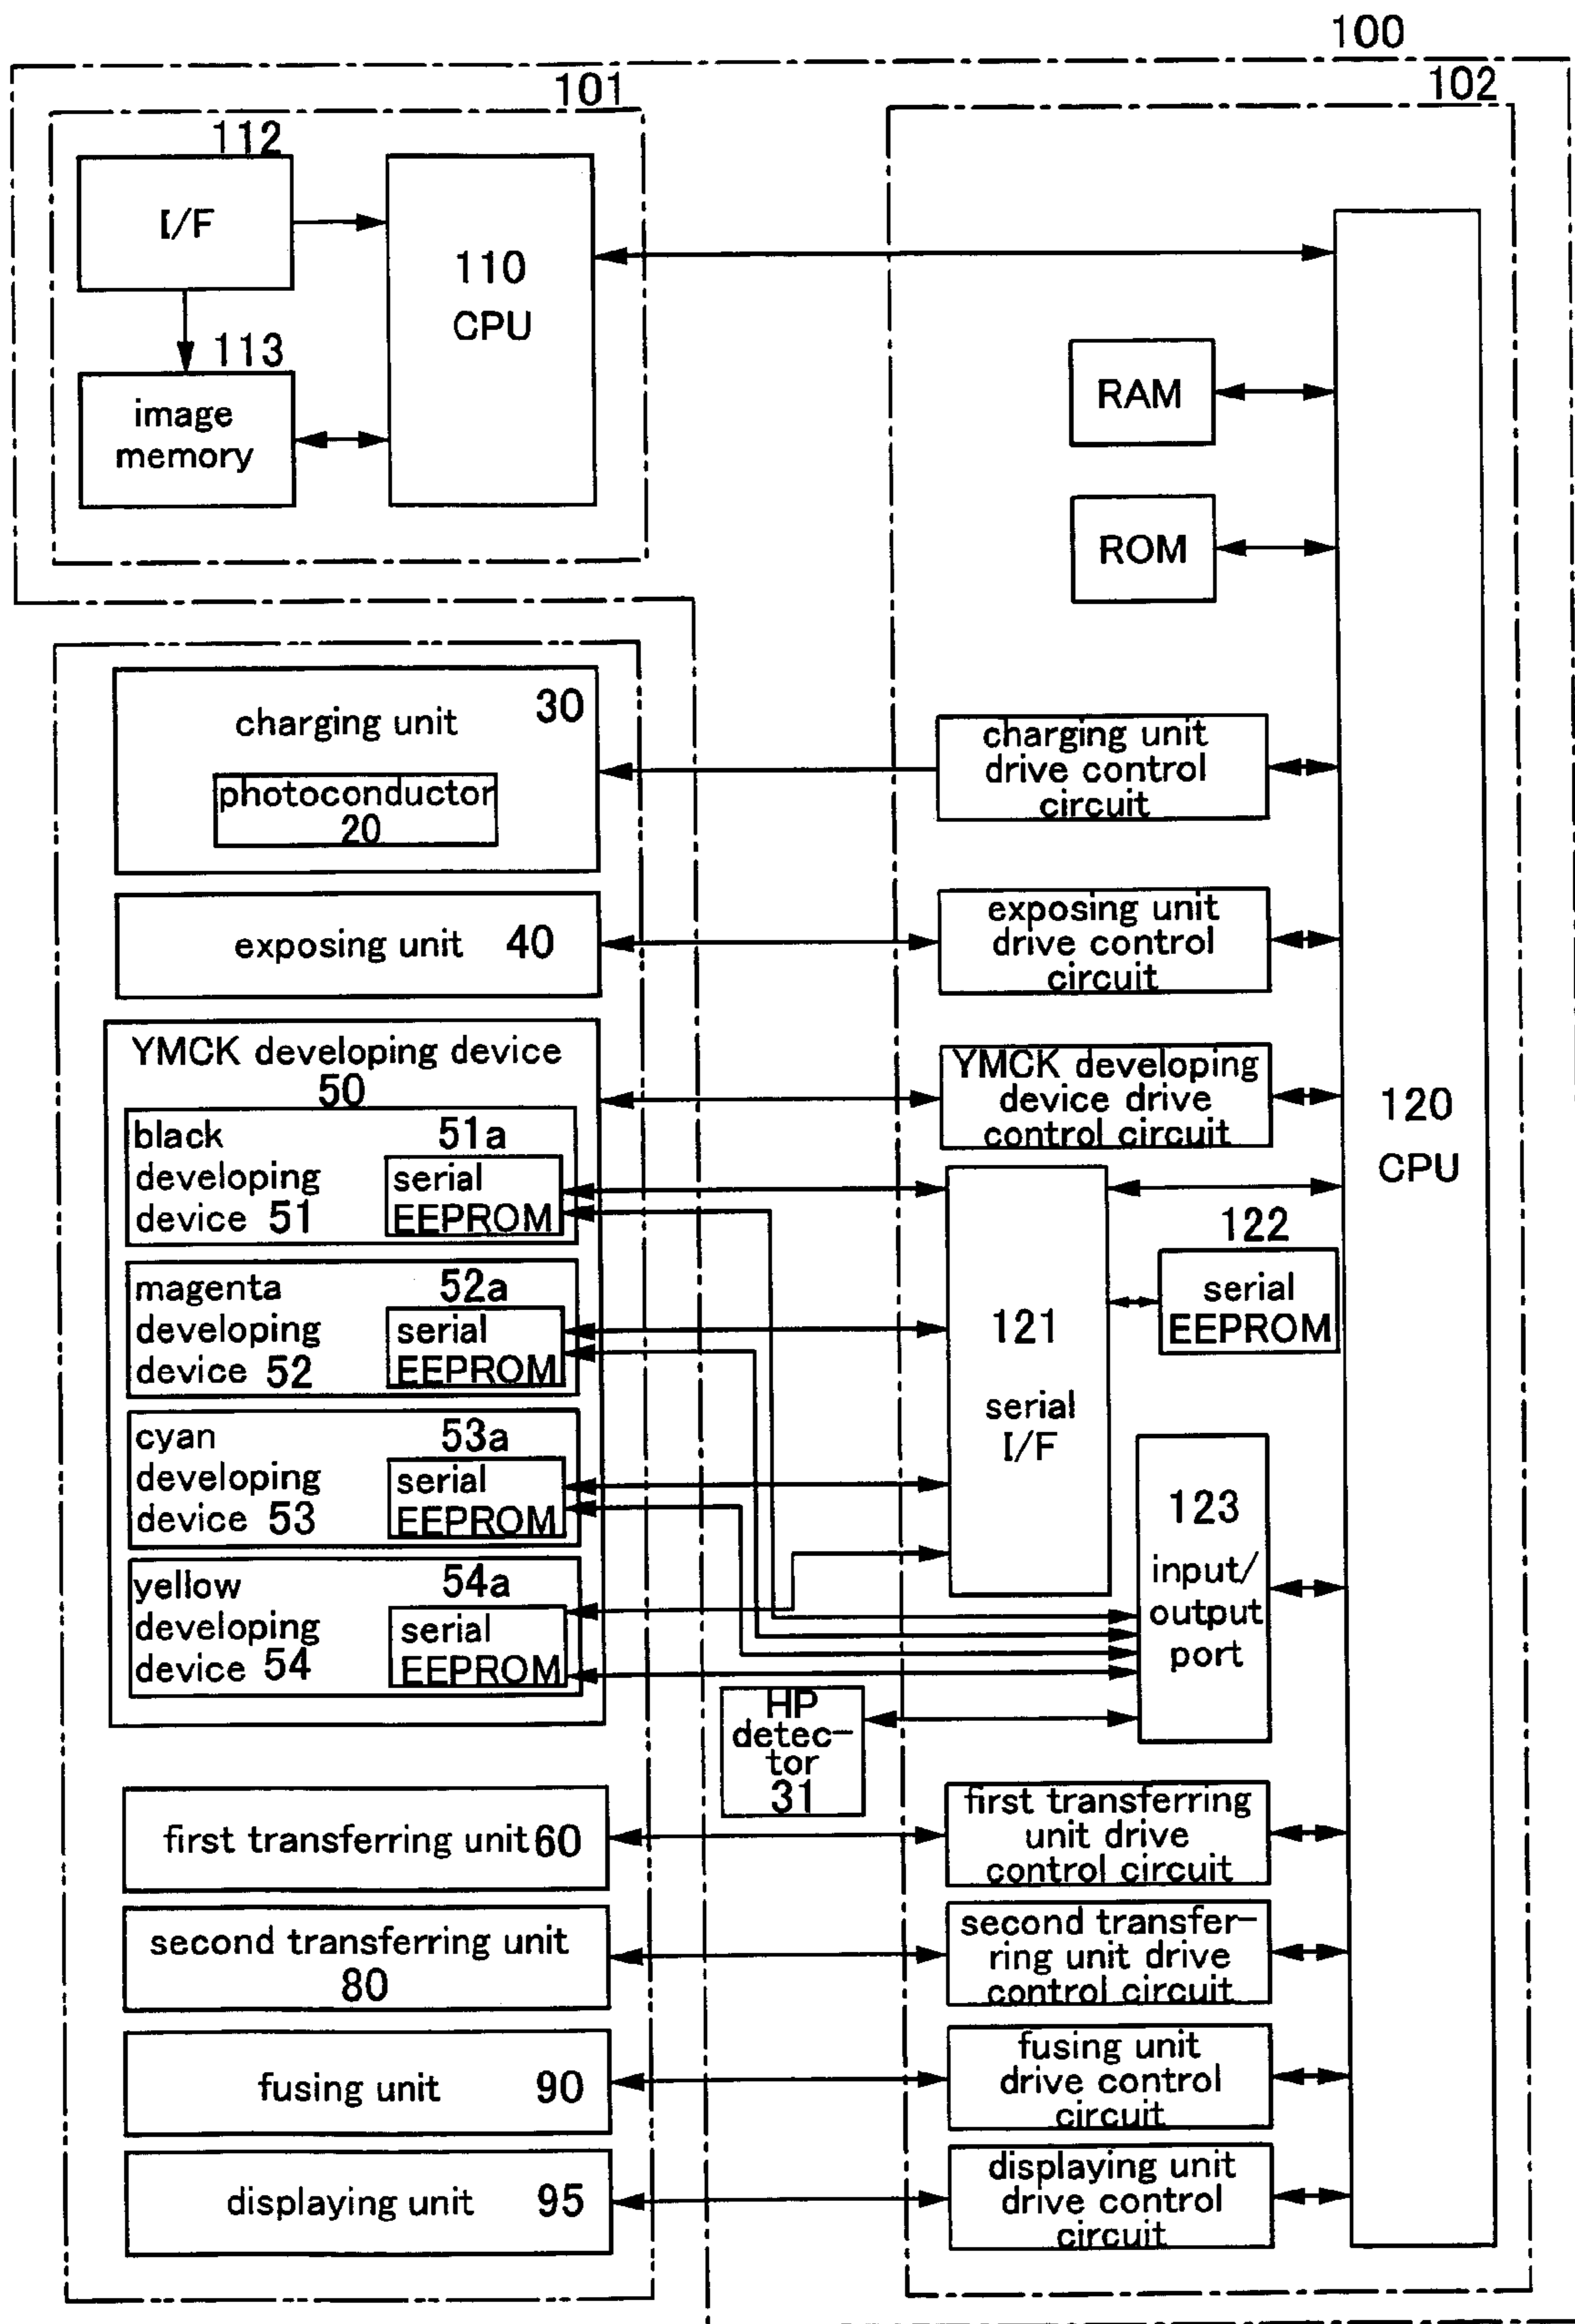 100
101
102
112
I/F
110
CPU
113
image
memory
RAM
ROM
charging unit 30
photoconductor
20
charging unit
drive control
circuit
exposing unit 40
exposing unit
drive control
circuit
YMCK developing device
50
YMCK developing
device drive
control circuit
120
CPU
black
developing
device 51
51a
serial
EEPROM
magenta
developing
device 52
52a
serial
EEPROM
cyan
developing
device 53
53a
serial
EEPROM
yellow
developing
device 54
54a
serial
EEPROM
121
serial
I/F
122
serial
EEPROM
123
input/
output
port
HP
detec-
tor
31
first transferring unit 60
first transferring
unit drive
control circuit
second transferring unit
80
second transfer-
ring unit drive
control circuit
fusing unit 90
fusing unit
drive control
circuit
displaying unit 95
displaying unit
drive control
circuit